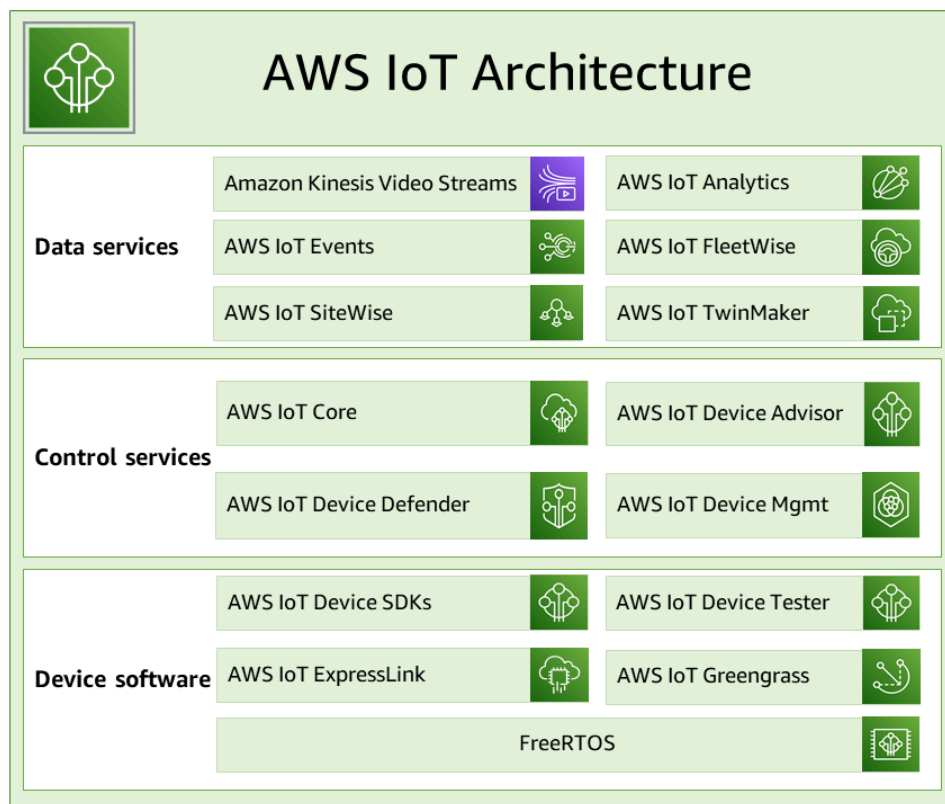 AWS IoT Architecture
Data services
Amazon Kinesis Video Streams
AWS IoT Analytics
AWS IoT Events
AWS IoT FleetWise
AWS IoT SiteWise
AWS IoT TwinMaker
Control services
AWS IoT Core
AWS IoT Device Advisor
AWS IoT Device Defender
AWS IoT Device Mgmt
Device software
AWS IoT Device SDKs
AWS IoT Device Tester
AWS IoT ExpressLink
AWS IoT Greengrass
FreeRTOS